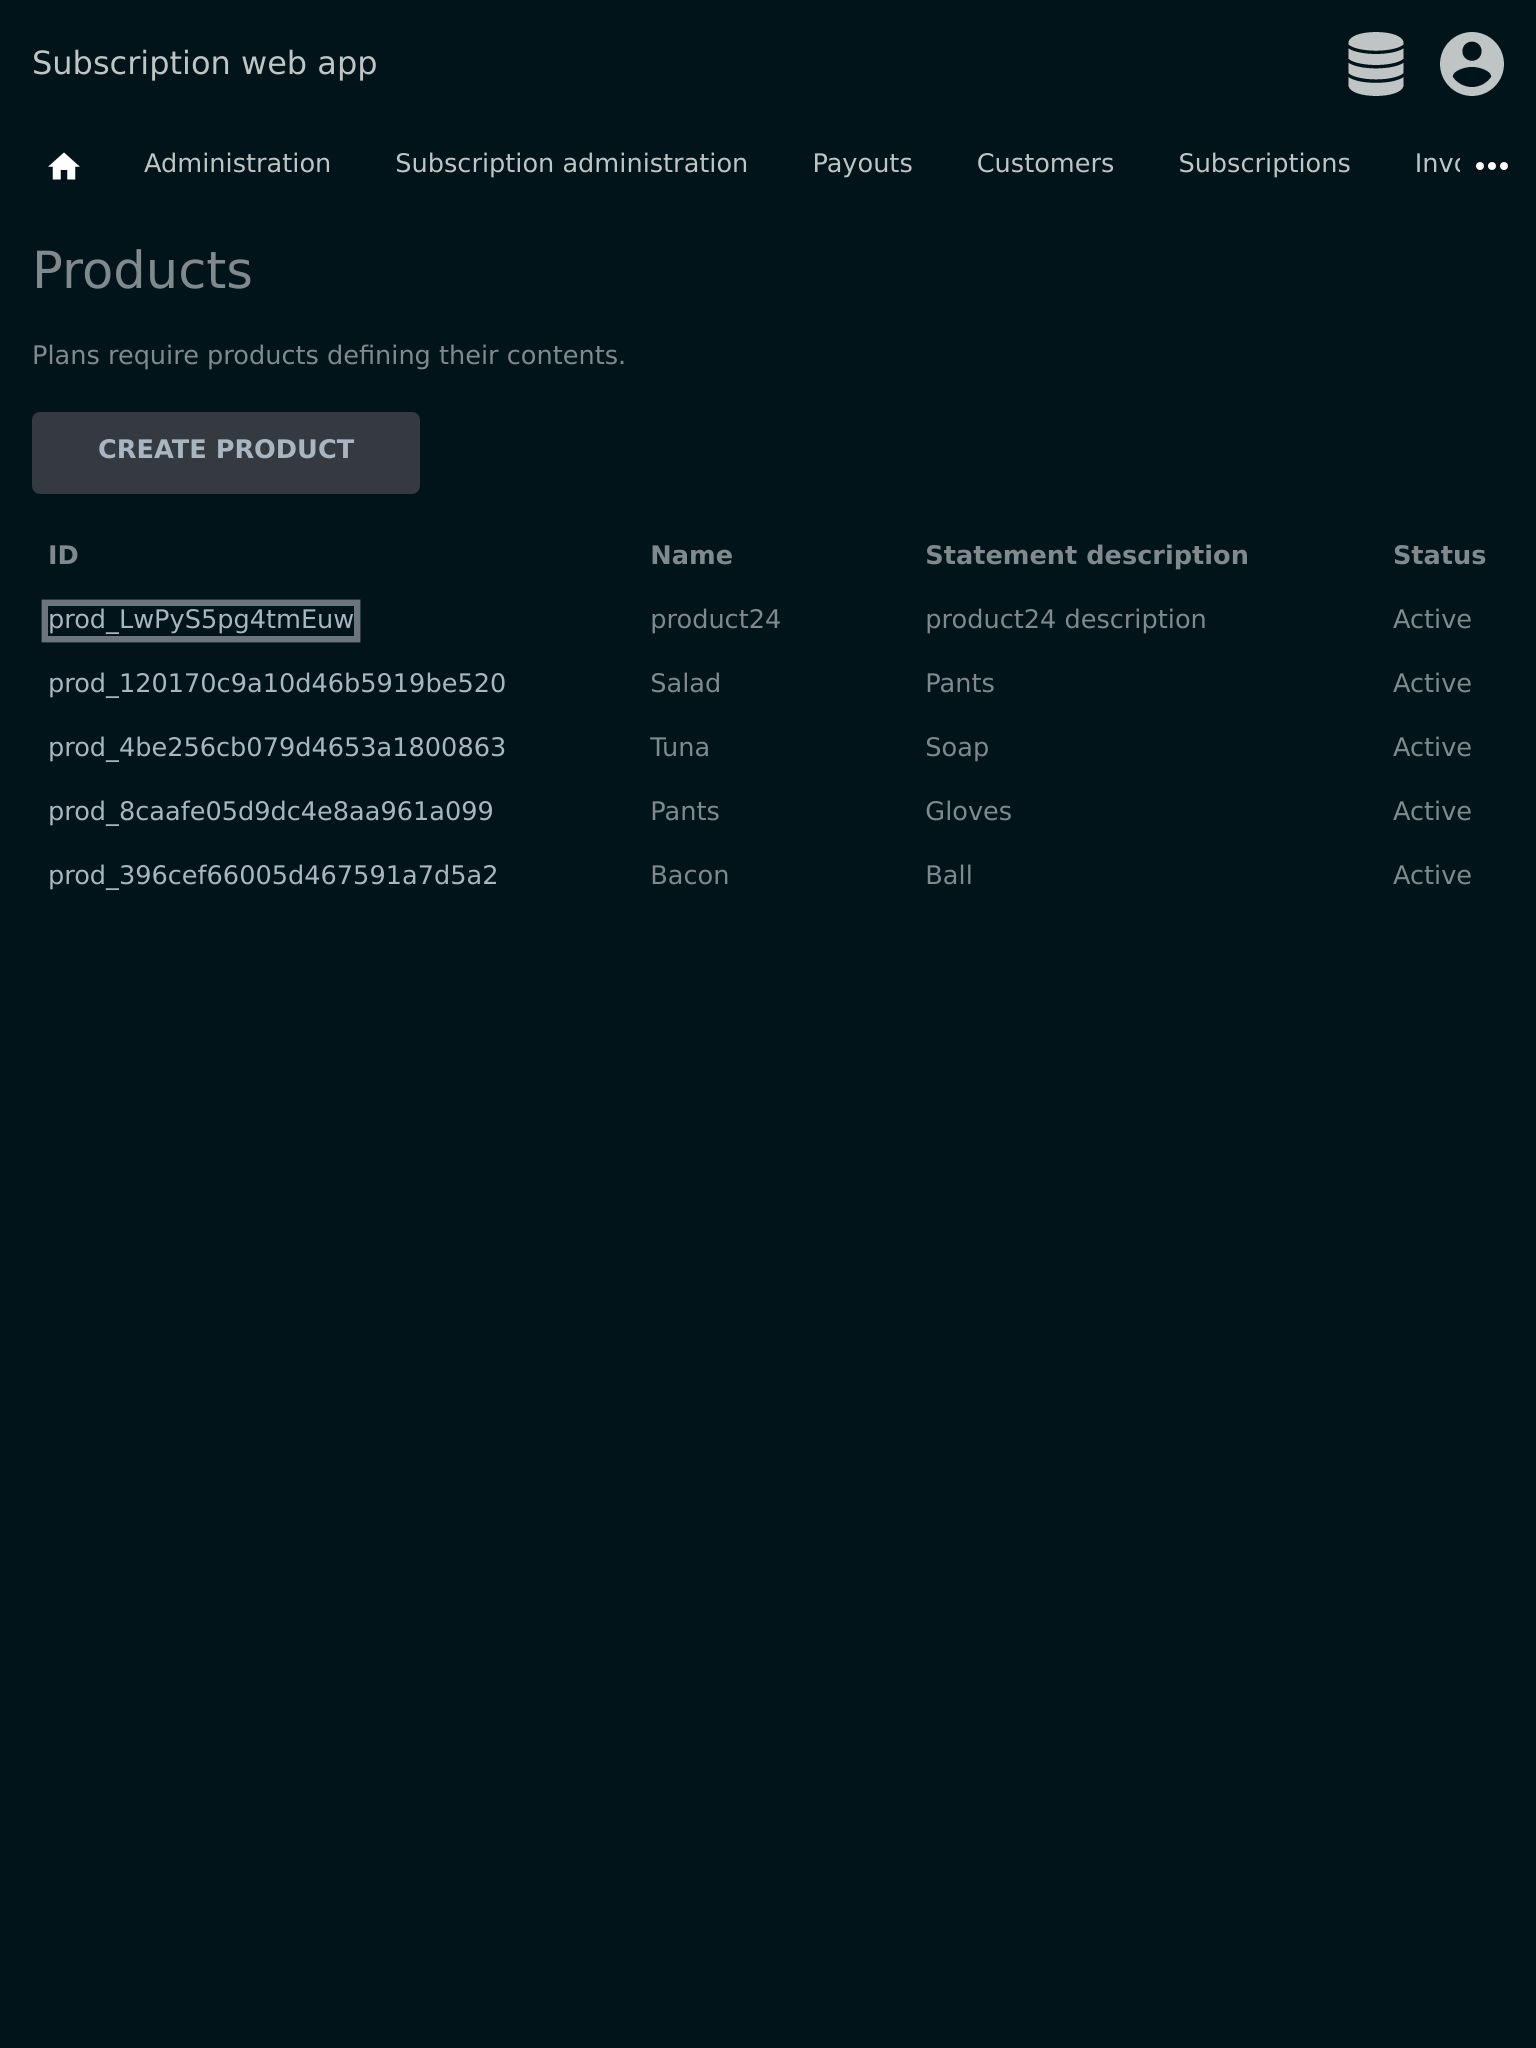 Subscription web app
Administration Subscription administration Payouts Customers Subscriptions
Products
Plans require products defining their contents.
CREATE PRODUCT
ID Name Statement description Status
prod_LwPyS5pg4tmEuw product24 product24 description Active
prod_120170c9a10d46b5919be520 Salad Pants Active
prod_4be256cb079d4653a1800863 Tuna Soap Active
prod_8caafe05d9dc4e8aa961a099 Pants Gloves Active
prod_396cef66005d467591a7d5a2 Bacon Ball Active